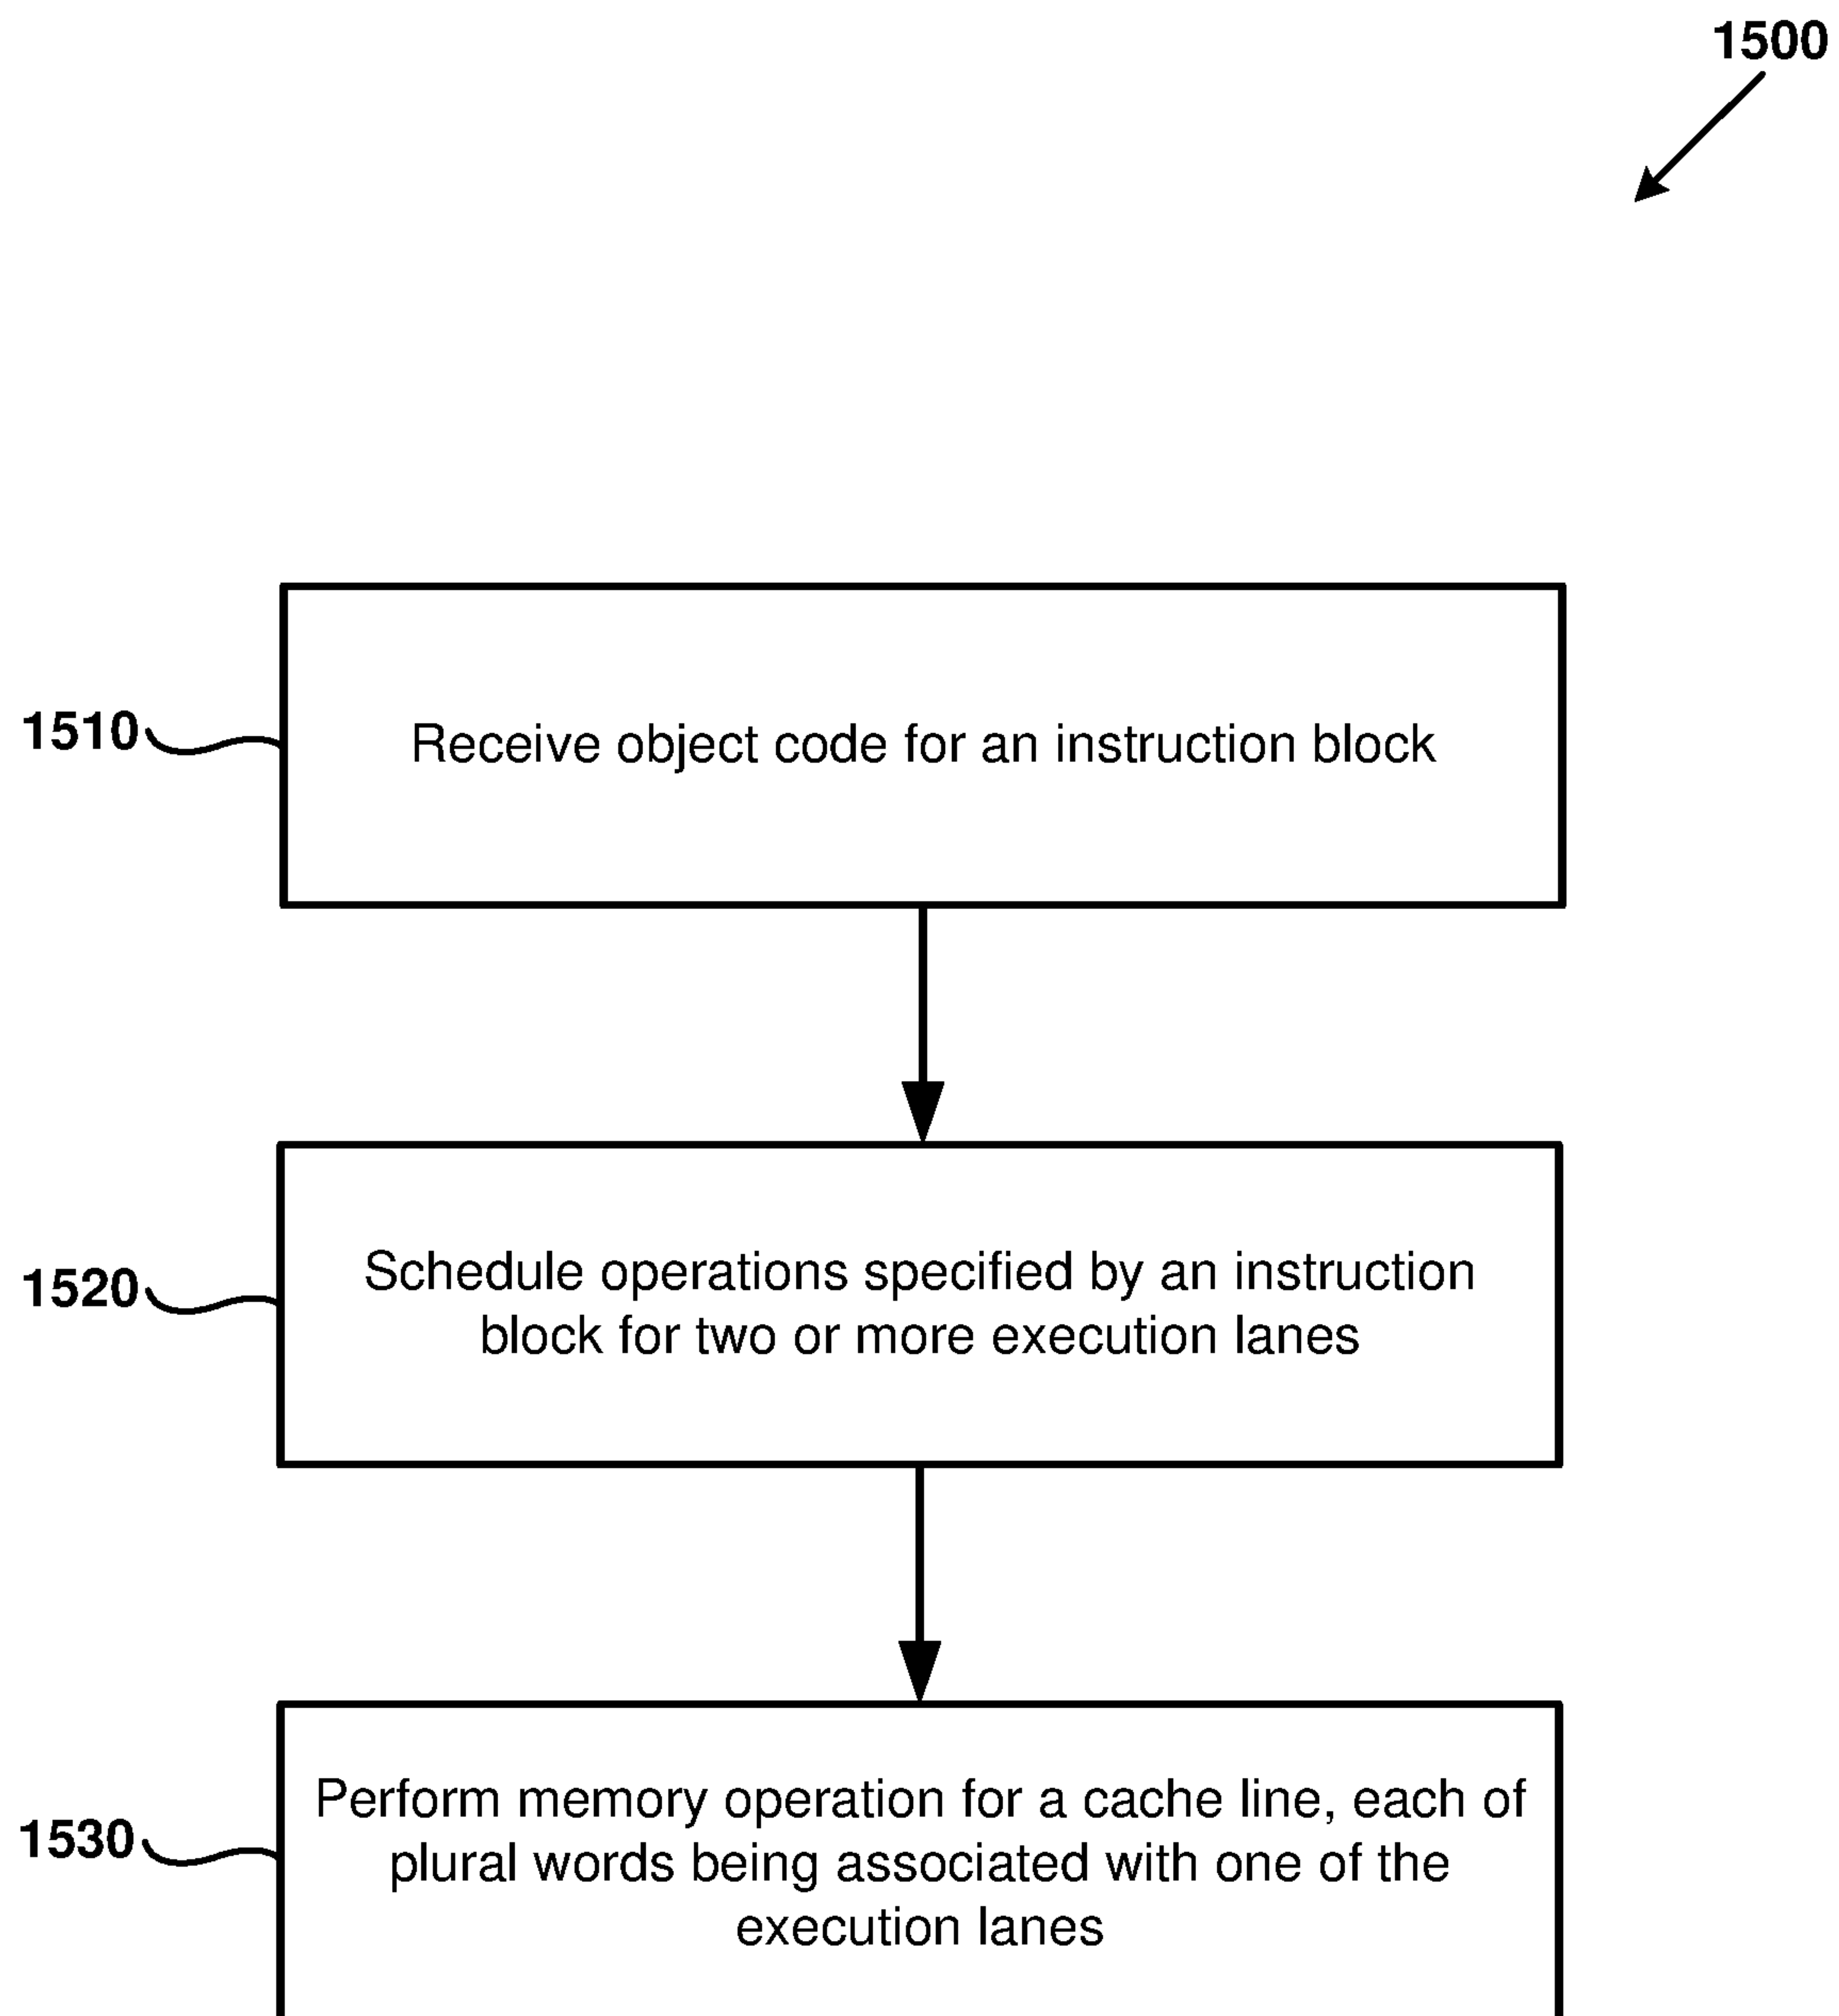 1500
1510
Receive object code for an instruction block
1520
Schedule operations specified by an instruction
block for two or more execution lanes
1530
Perform memory operation for a cache line, each of
plural words being associated with one of the
execution lanes